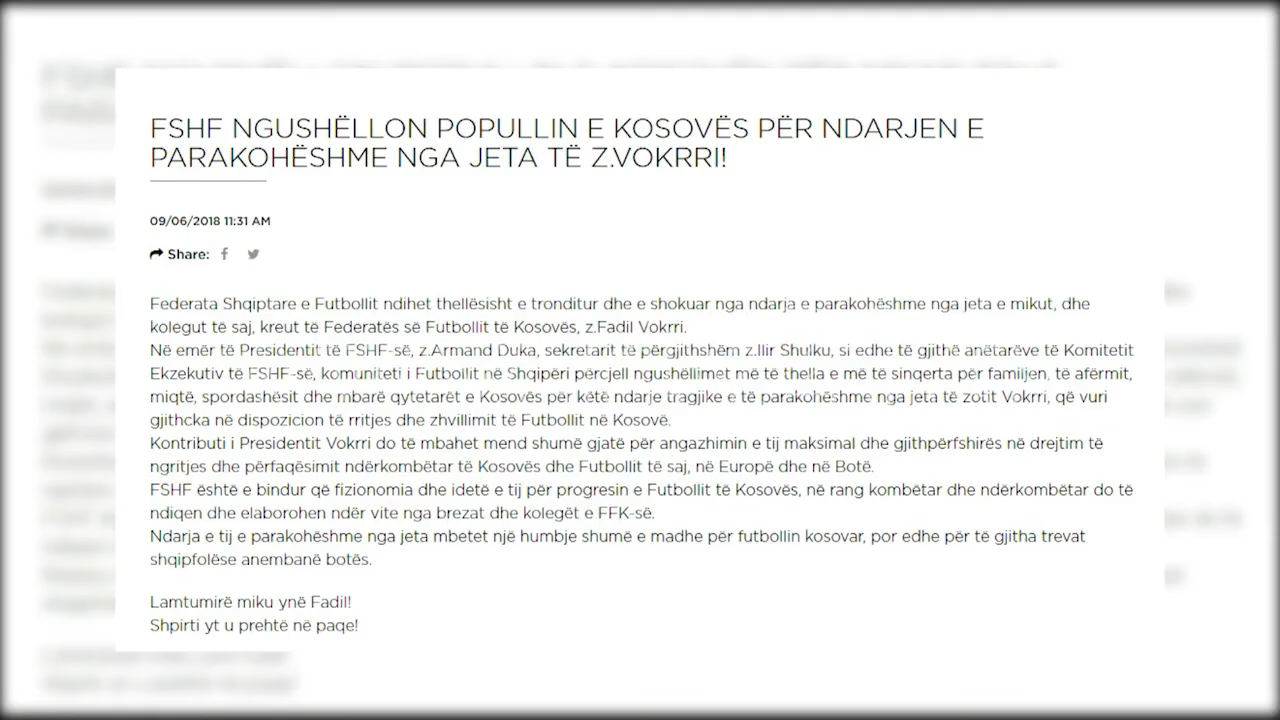 FSHF NGUSHËLLON POPULLIN E KOSOVËS PËR NDARJEN E
PARAKOHËSHME NGA JETA TË Z.VOKRRI!
09/06/2018 11:31 AM
Share:
Federata Shqiptare e Futbollit ndihet thellësisht e tronditur dhe e shokuar nga ndarja e parakohëshme nga jeta e mikut, dhe
kolegut të saj, kreut të Federatës së Futbollit të Kosovës, z.Fadil Vokrri.
Në emër të Presidentit të FSHF-së, z.Armand Duka, sekretarit të përgjithshëm z.Ilir Shulku, si edhe të gjithë anëtarëve të Komitetit
Ekzekutiv të FSHF-së, komuniteti i Futbollit në Shqipëri përcjell ngushëllimet më të thella e më të sinqerta për familjen, të afërmit,
miqtë, spordashësit dhe mbarë qytetarët e Kosovës për këtë ndarje tragjike e të parakohëshme nga jeta të zotit Vokrri, që vuri
gjithcka në dispozicion të rritjes dhe zhvillimit të Futbollit në Kosovë.
Kontributi i Presidentit Vokrri do të mbahet mend shumë gjatë për angazhimin e tij maksimal dhe gjithpërfshirës në drejtim të
ngritjes dhe përfaqësimit ndërkombëtar të Kosovës dhe Futbollit të saj, në Europë dhe në Botë.
FSHF është e bindur që fizionomia dhe idetë e tij për progresin e Futbollit të Kosovës, në rang kombëtar dhe ndërkombëtar do të
ndiqen dhe elaborohen ndër vite nga brezat dhe kolegët e FFK-së.
Ndarja e tij e parakohëshme nga jeta mbetet një humbje shumë e madhe për futbollin kosovar, por edhe për të gjitha trevat
shqipfolëse anembanë botës.
Lamtumirë miku ynë Fadil!
Shpirti yt u prehtë në paqe!